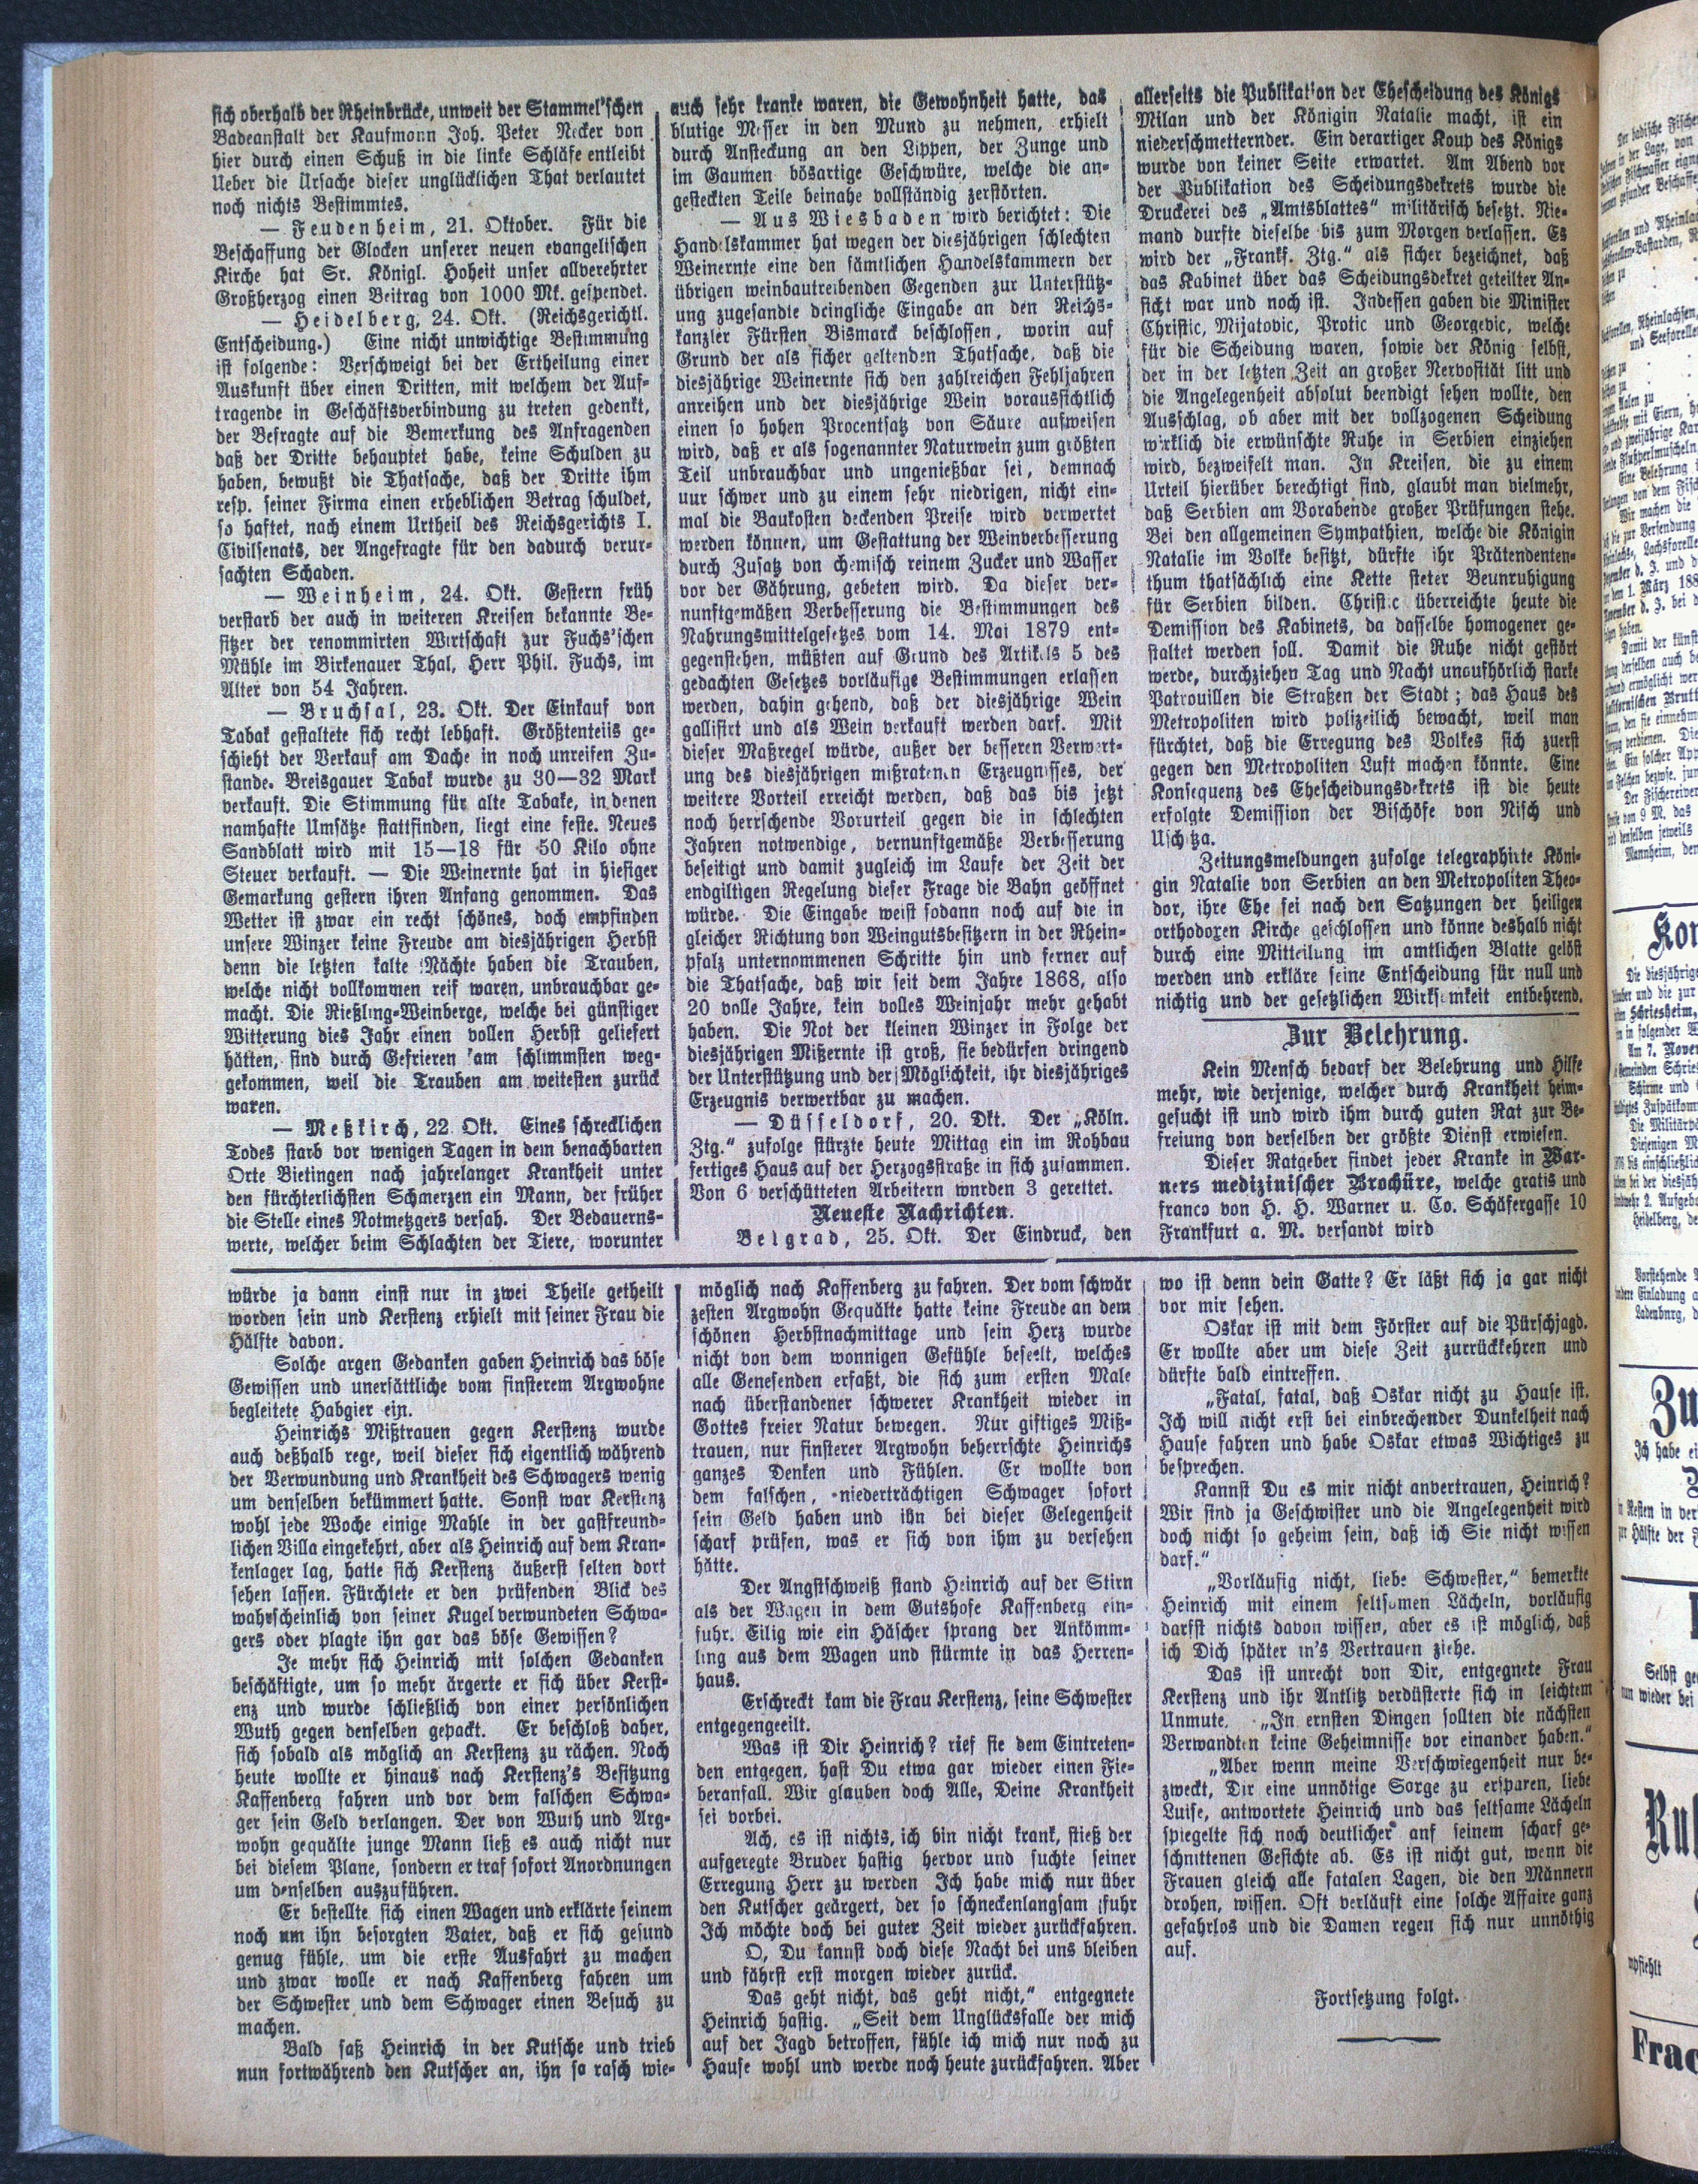 sich oberhalb der Rheinbrücke, unweit der Stammel'schen
Badeanstalt der Kaufmann Joh. Peter Necker von
hier durch einen Schuß in die linke Schläfe entleibt
Ueber die Ursache dieser unglücklichen That verlautet
noch nichts Bestimmtes.
— Feudenheim, 21. Oktober. Für die
Beschaffung der Glocken unserer neuen evangelischen
Kirche hat Sr. Königl. Hoheit unser allverehrter
Großherzog einen Beitrag von 1000 Mk. gespendet.
— Heidelberg, 24. Okt. (Reichsgerichtl.
Entscheidung.) Eine nicht unwichtige Bestimmung
ist folgende: Verschweigt bei der Ertheilung einer
Auskunft über einen Dritten, mit welchem der Auf-
tragende in Geschäftsverbindung zu treten gedenkt,
der Befragte auf die Bemerkung des Anfragenden
daß der Dritte behauptet habe, keine Schulden zu
haben, bewußt die Thatsache, daß der Dritte ihm
resp. seiner Firma einen erheblichen Betrag schuldet,
so haftet, nach einem Urtheil des Reichsgerichts I.
Civilsenats, der Angefragte für den dadurch verur-
sachten Schaden.
— Weinheim, 24. Okt. Gestern früh
verstarb der auch in weiteren Kreisen bekannte Be-
sitzer der renommirten Wirtschaft zur Fuchs'schen
Mühle im Birkenauer Thal, Herr Phil. Fuchs, im
Alter von 54 Jahren.
— Bruchsal, 23. Okt. Der Einkauf von
Tabak gestaltete sich recht lebhaft. Größtenteiis ge-
schieht der Verkauf am Dache in noch unreifen Zu-
stande. Breisgauer Tabak wurde zu 30—32 Mark
verkauft. Die Stimmung für alte Tabake, in denen
namhafte Umsätze stattfinden, liegt eine feste. Neues
Sandblatt wird mit 15—18 für 50 Kilo ohne
Steuer verkauft. — Die Weinernte hat in hiesiger
Gemarkung gestern ihren Anfang genommen. Das
Wetter ist zwar ein recht schönes, doch empfinden
unsere Winzer keine Freude am diesjährigen Herbst
denn die letzten kalte Nächte haben die Trauben,
welche nicht vollkommen reif waren, unbrauchbar ge-
macht. Die Rießling-Weinberge, welche bei günstiger
Witterung dies Jahr einen vollen Herbst geliefert
hätten, sind durch Gefrieren am schlimmsten weg-
gekommen, weil die Trauben am weitesten zurück
waren.
— Meßkirch, 22 Okt. Eines schrecklichen
Todes starb vor wenigen Tagen in dem benachbarten
Orte Bietingen nach jahrelanger Krankheit unter
den fürchterlichsten Schmerzen ein Mann, der früher
die Stelle eines Notmetzgers versah. Der Bedauerns-
werte, welcher beim Schlachten der Tiere, worunter
auch sehr kranke waren, die Gewohnheit hatte, das
blutige Messer in den Mund zu nehmen, erhielt
durch Ansteckung an den Lippen, der Zunge und
im Gaumen bösartige Geschwüre, welche die an-
gesteckten Teile beinahe vollständig zerstörten.
— Aus Wiesbaden wird berichtet: Die
Handelskammer hat wegen der diesjährigen schlechten
Weinernte eine den sämtlichen Handelskammern der
übrigen weinbautreibenden Gegenden zur Unterstütz-
ung zugesandte dringliche Eingabe an den Reichs-
kanzler Fürsten Bismarck beschlossen, worin auf
Grund der als sicher geltenden Thatsache, daß die
diesjährige Weinernte sich den zahlreichen Fehljahren
anreihen und der diesjährige Wein voraussichtlich
einen so hohen Procentsatz von Säure aufweisen
wird, daß er als sogenannter Naturwein zum größten
Teil unbrauchbar und ungenießbar sei, demnach
uur schwer und zu einem sehr niedrigen, nicht ein-
mal die Baukosten deckenden Preise wird verwertet
werden können, um Gestattung der Weinverbesserung
durch Zusatz von chemisch reinem Zucker und Wasser
vor der Gährung, gebeten wird. Da dieser ver-
nunftgemäßen Verbesserung die Bestimmungen des
Nahrungsmittelgesetzes vom 14. Mai 1879 ent-
gegenstehen, müßten auf Grund des Artikels 5 des
gedachten Gesetzes vorläufige Bestimmungen erlassen
werden, dahin gehend, daß der diesjährige Wein
gallisirt und als Wein verkauft werden darf. Mit
dieser Maßregel würde, außer der besseren Verwert-
ung des diesjährigen mißratenen Erzeugnisses, der
weitere Vorteil erreicht werden, daß das bis jetzt
noch herrschende Vorurteil gegen die in schlechten
Jahren notwendige, vernunftgemäße Verbesserung
beseitigt und damit zugleich im Laufe der Zeit der
endgiltigen Regelung dieser Frage die Bahn geöffnet
würde. Die Eingabe weist sodann noch auf die in
gleicher Richtung von Weingutsbesitzern in der Rhein-
pfalz unternommenen Schritte hin und ferner auf
die Thatsache, daß wir seit dem Jahre 1868, also
20 volle Jahre, kein volles Weinjahr mehr gehabt
haben. Die Not der kleinen Winzer in Folge der
diesjährigen Mißernte ist groß, sie bedürfen dringend
der Unterstützung und der Möglichkeit, ihr diesjähriges
Erzeugnis verwertbar zu machen.
— Düsseldorf, 20. Okt. Der „Köln.
Ztg.“ zufolge stürzte heute Mittag ein im Rohbau
fertiges Haus auf der Herzogsstraße in sich zusammen.
Von 6 verschütteten Arbeitern wurden 3 gerettet.
Neueste Nachrichten.
Belgrad, 25. Okt. Der Eindruck, den
allerseits die Publikation der Ehescheidung des Königs
Milan und der Königin Natalie macht, ist ein
niederschmetternder. Ein derartiger Koup des Königs
wurde von keiner Seite erwartet. Am Abend vor
der Publikation des Scheidungsdekrets wurde die
Druckerei des „Amtsblattes“ militärisch besetzt. Nie-
mand durfte dieselbe bis zum Morgen verlassen. Es
wird der „Frankf. Ztg.“ als sicher bezeichnet, daß
das Kabinet über das Scheidungsdekret geteilter An-
sicht war und noch ist. Indessen gaben die Minister
Christic, Mijatovic, Protic und Georgevic, welche
für die Scheidung waren, sowie der König selbst,
der in der letzten Zeit an großer Nervosität litt und
die Angelegenheit absolut beendigt sehen wollte, den
Ausschlag, ob aber mit der vollzogenen Scheidung
wirklich die erwünschte Ruhe in Serbien einziehen
wird, bezweifelt man. In Kreisen, die zu einem
Urteil hierüber berechtigt sind, glaubt man vielmehr,
daß Serbien am Vorabende großer Prüfungen stehe.
Bei den allgemeinen Sympathien, welche die Königin
Natalie im Volke besitzt, dürfte ihr Prätendenten-
thum thatsächlich eine Kette steter Beunruhigung
für Serbien bilden. Christic überreichte heute die
Demission des Kabinets, da dasselbe homogener ge-
staltet werden soll. Damit die Ruhe nicht gestört
werde, durchziehen Tag und Nacht unaufhörlich starke
Patrouillen die Straßen der Stadt; das Haus des
Metropoliten wird polizeilich bewacht, weil man
fürchtet, daß die Erregung des Volkes sich zuerst
gegen den Metropoliten Luft machen könnte. Eine
Konsequenz des Ehescheidungsdekrets ist die heute
erfolgte Demission der Bischöfe von Nisch und
Uschitza.
Zeitungsmeldungen zufolge telegraphirte Köni-
gin Natalie von Serbien an den Metropoliten Theo-
dor, ihre Ehe sei nach den Satzungen der heiligen
orthodoxen Kirche geschlossen und könne deshalb nicht
durch eine Mitteilung im amtlichen Blatte gelöst
werden und erkläre seine Entscheidung für null und
nichtig und der gesetzlichen Wirksamkeit entbehrend.
Zur Belehrung.
Kein Mensch bedarf der Belehrung und Hilfe
mehr, wie derjenige, welcher durch Krankheit heim-
gesucht ist und wird ihm durch guten Rat zur Be-
freiung von derselben der größte Dienst erwiesen.
Dieser Ratgeber findet jeder Kranke in War-
ners medizinischer Brochüre, welche gratis und
franco von H. H. Warner u. Co. Schäfergasse 10
Frankfurt a. M. versandt wird
würde ja dann einst nur in zwei Theile getheilt
worden sein und Kerstenz erhielt mit seiner Frau die
Hälfte davon.
Solche argen Gedanken gaben Heinrich das böse
Gewissen und unersättliche vom finsterem Argwohne
begleitete Habgier ein.
Heinrichs Mißtrauen gegen Kerstenz wurde
auch deßhalb rege, weil dieser sich eigentlich während
der Verwundung und Krankheit des Schwagers wenig
um denselben bekümmert hatte. Sonst war Kerstenz
wohl jede Woche einige Mahle in der gastfreund-
lichen Villa eingekehrt, aber als Heinrich auf dem Kran-
kenlager lag, hatte sich Kerstenz äußerst selten dort
sehen lassen. Fürchtete er den prüfenden Blick des
wahrscheinlich von seiner Kugel verwundeten Schwa-
gers oder plagte ihn gar das böse Gewissen?
Je mehr sich Heinrich mit solchen Gedanken
beschäftigte, um so mehr ärgerte er sich über Kerst-
enz und wurde schließlich von einer persönlichen
Wuth gegen denselben gepackt. Er beschloß daher,
sich sobald als möglich an Kerstenz zu rächen. Noch
heute wollte er hinaus nach Kerstenz's Besitzung
Kaffenberg fahren und vor dem falschen Schwa-
ger sein Geld verlangen. Der von Wuth und Arg-
wohn gequälte junge Mann ließ es auch nicht nur
bei diesem Plane, sondern er traf sofort Anordnungen
um denselben auszuführen.
Er bestellte sich einen Wagen und erklärte seinem
noch um ihn besorgten Vater, daß er sich gesund
genug fühle, um die erste Ausfahrt zu machen
und zwar wolle er nach Kaffenberg fahren um
der Schwester und dem Schwager einen Besuch zu
machen.
Bald saß Heinrich in der Kutsche und trieb
nun fortwährend den Kutscher an, ihn so rasch wie-
möglich nach Kaffenberg zu fahren. Der vom schwär
zesten Argwohn Gequälte hatte keine Freude an dem
schönen Herbstnachmittage und sein Herz wurde
nicht von dem wonnigen Gefühle beseelt, welches
alle Genesenden erfaßt, die sich zum ersten Male
nach überstandener schwerer Krankheit wieder in
Gottes freier Natur bewegen. Nur giftiges Miß-
trauen, nur finsterer Argwohn beherrschte Heinrichs
ganzes Denken und Fühlen. Er wollte von
dem falschen, niederträchtigen Schwager sofort
sein Geld haben und ihn bei dieser Gelegenheit
scharf prüfen, was er sich von ihm zu versehen
hätte.
Der Angstschweiß stand Heinrich auf der Stirn
als der Wagen in dem Gutshofe Kaffenberg ein-
fuhr. Eilig wie ein Häscher sprang der Ankömm-
ling aus dem Wagen und stürmte in das Herren-
haus.
Erschreckt kam die Frau Kerstenz, seine Schwester
entgegengeeilt.
Was ist Dir Heinrich? rief sie dem Eintreten-
den entgegen, hast Du etwa gar wieder einen Fie-
beranfall. Wir glauben doch Alle, Deine Krankheit
sei vorbei.
Ach, es ist nichts, ich bin nicht krank, stieß der
aufgeregte Bruder hastig hervor und suchte seiner
Erregung Herr zu werden Ich habe mich nur über
den Kutscher geärgert, der so schneckenlangsam fuhr
Ich möchte doch bei guter Zeit wieder zurückfahren.
O, Du kannst doch diese Nacht bei uns bleiben
und fährst erst morgen wieder zurück.
Das geht nicht, das geht nicht,“ entgegnete
Heinrich hastig. „Seit dem Unglücksfalle der mich
auf der Jagd betroffen, fühle ich mich nur noch zu
Hause wohl und werde noch heute zurückfahren. Aber
wo ist denn dein Gatte? Er läßt sich ja gar nicht
vor mir sehen.
Oskar ist mit dem Förster auf die Pürschjagd.
Er wollte aber um diese Zeit zurrückkehren und
dürfte bald eintreffen.
„Fatal, fatal, daß Oskar nicht zu Hause ist.
Ich will nicht erst bei einbrechender Dunkelheit nach
Hause fahren und habe Oskar etwas Wichtiges zu
besprechen.
Kannst Du es mir nicht anvertrauen, Heinrich?
Wir sind ja Geschwister und die Angelegenheit wird
doch nicht so geheim sein, daß ich Sie nicht wissen
darf.“
„Vorläufig nicht, liebe Schwester,“ bemerkte
Heinrich mit einem seltsamen Lächeln, vorläufig
darfst nichts davon wissen, aber es ist möglich, daß
ich Dich später in's Vertrauen ziehe.
Das ist unrecht von Dir, entgegnete Frau
Kerstenz und ihr Antlitz verdüsterte sich in leichtem
Unmute. „In ernsten Dingen sollten die nächsten
Verwandten keine Geheimnisse vor einander haben.“
„Aber wenn meine Verschwiegenheit nur be-
zweckt, Dir eine unnötige Sorge zu ersparen, liebe
Luise, antwortete Heinrich und das seltsame Lächeln
spiegelte sich noch deutlicher anf seinem scharf ge-
schnittenen Gesichte ab. Es ist nicht gut, wenn die
Frauen gleich alle fatalen Lagen, die den Männern
drohen, wissen. Oft verläuft eine solche Affaire ganz
gefahrlos und die Damen regen sich nur unnöthig
auf.
Fortsetzung folgt.